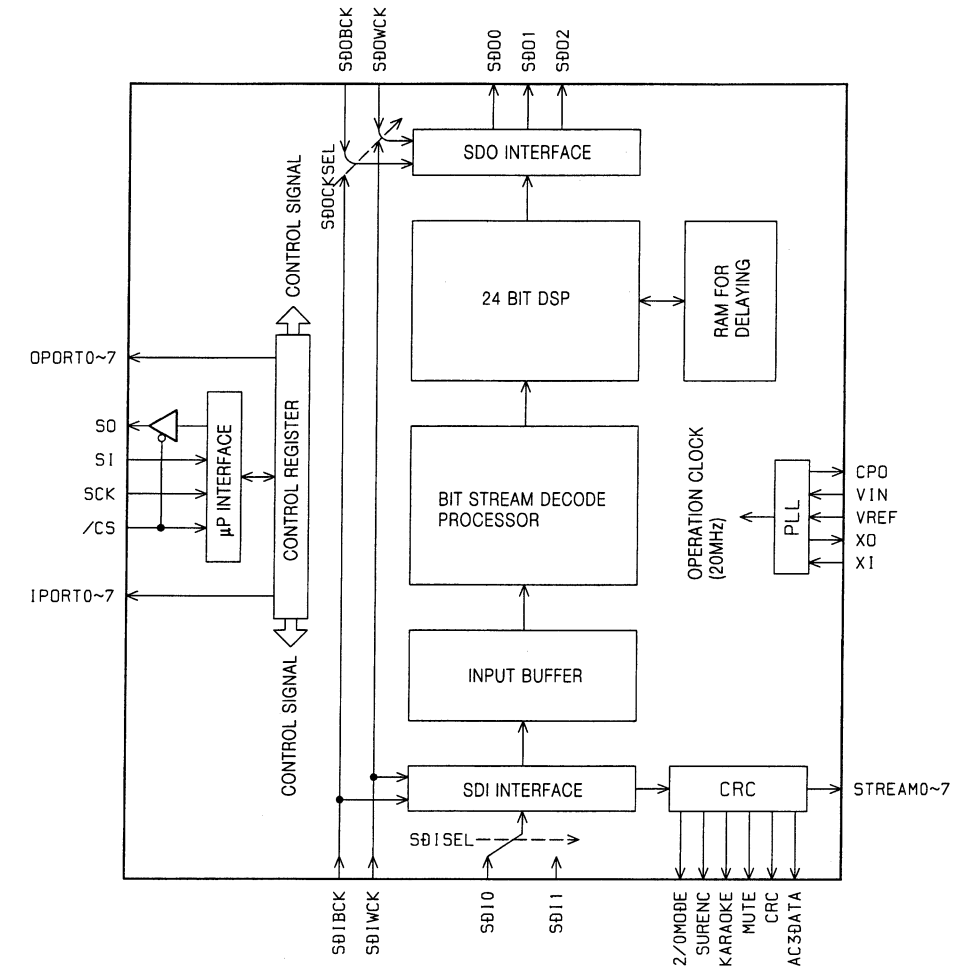 SDOBCK
SDOWCK
SDO0
SDO1
SDO2
SDOCKSEL
SDO INTERFACE
CONTROL SIGNAL
24 BIT DSP
RAM FOR
DELAYING
OPORT0~7
SO
SI
SCK
/CS
IPORT0~7
µP INTERFACE
CONTROL REGISTER
BIT STREAM DECODE
PROCESSOR
OPERATION CLOCK
(20MHz)
PLL
CPO
VIN
VREF
XO
XI
CONTROL SIGNAL
INPUT BUFFER
SDI INTERFACE
CRC
STREAM0~7
SDISEL
SDIBCK
SDIWCK
SDI0
SDI1
2/0MODE
SURENC
KARAOKE
MUTE
CRC
AC3DATA